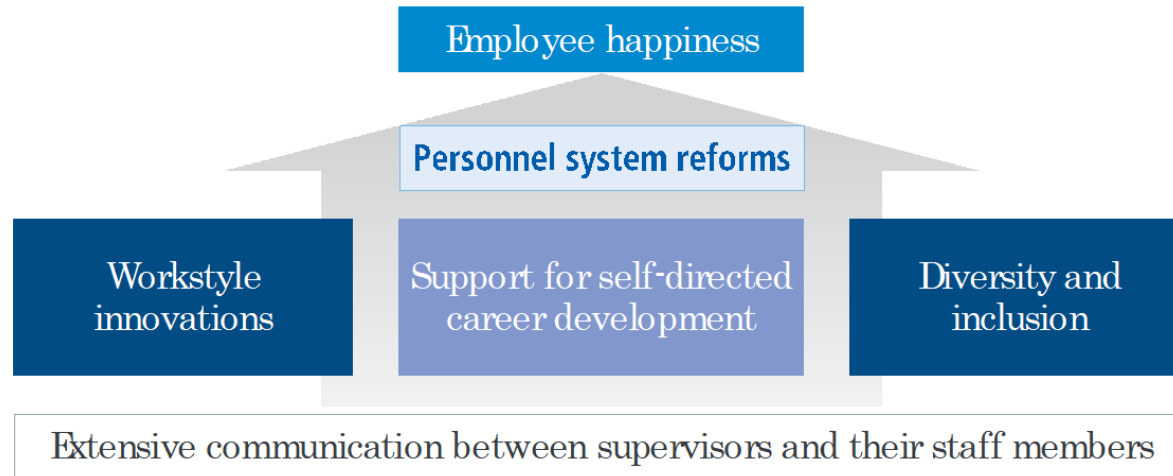 Employee happiness
Personnel system reforms
Workstyle
innovations
Support for self-directed
career development
Diversity and
inclusion
Extensive communication between supervisors and their staff members